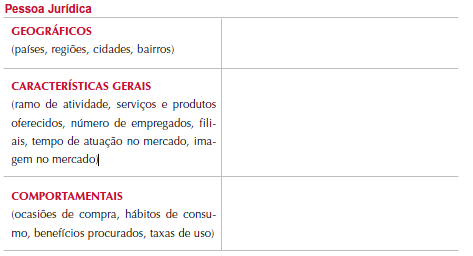 Pessoa Jurídica
GEOGRÁFICOS
(países, regiões, cidades, bairros)
CARACTERÍSTICAS GERAIS
(ramo de atividade, serviços e produtos
oferecidos, número de empregados, fili-
ais, tempo de atuação no mercado, ima-
gem no mercado)
COMPORTAMENTAIS
(ocasiões de compra, hábitos de consu-
mo, benefícios procurados, taxas de uso)